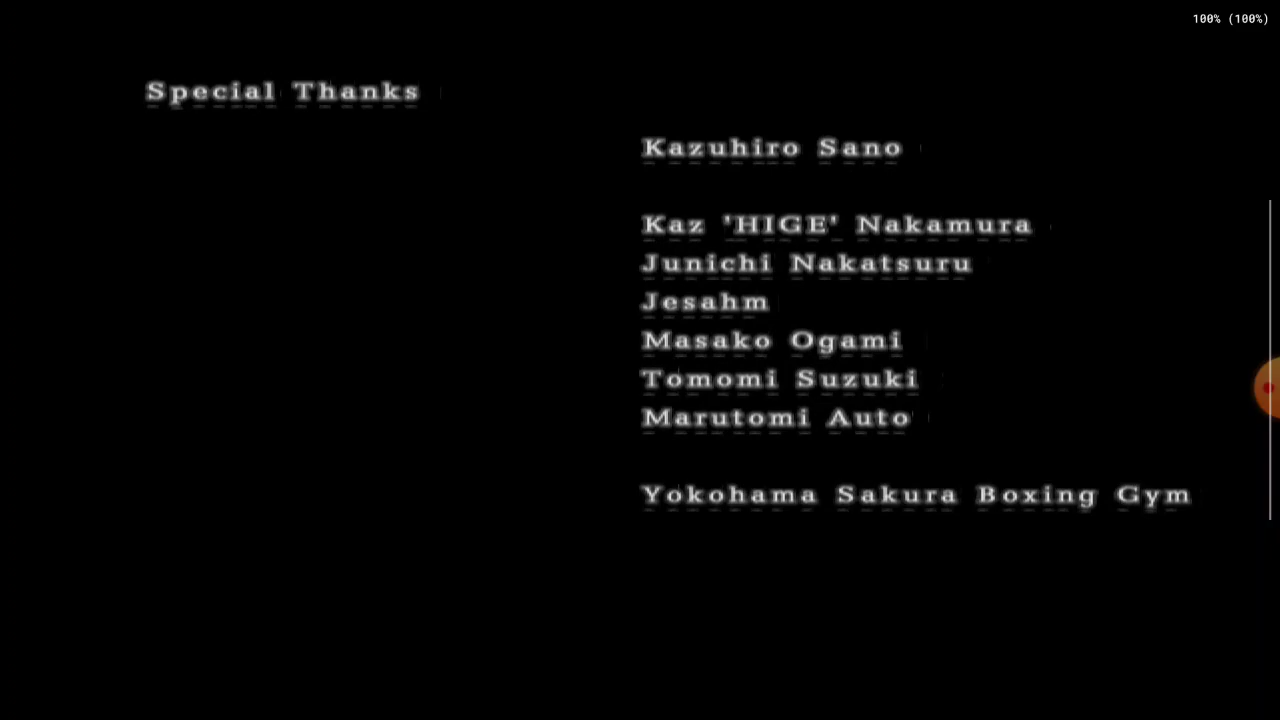 100% (100%)
Special Thanks
Kazuhiro Sano
Kaz 'HIGE' Nakamura
Junichi Nakatsuru
Jesahm
Masako Ogami
Tomomi Suzuki
Marutomi Auto
Yokohama Sakura Boxing Gym